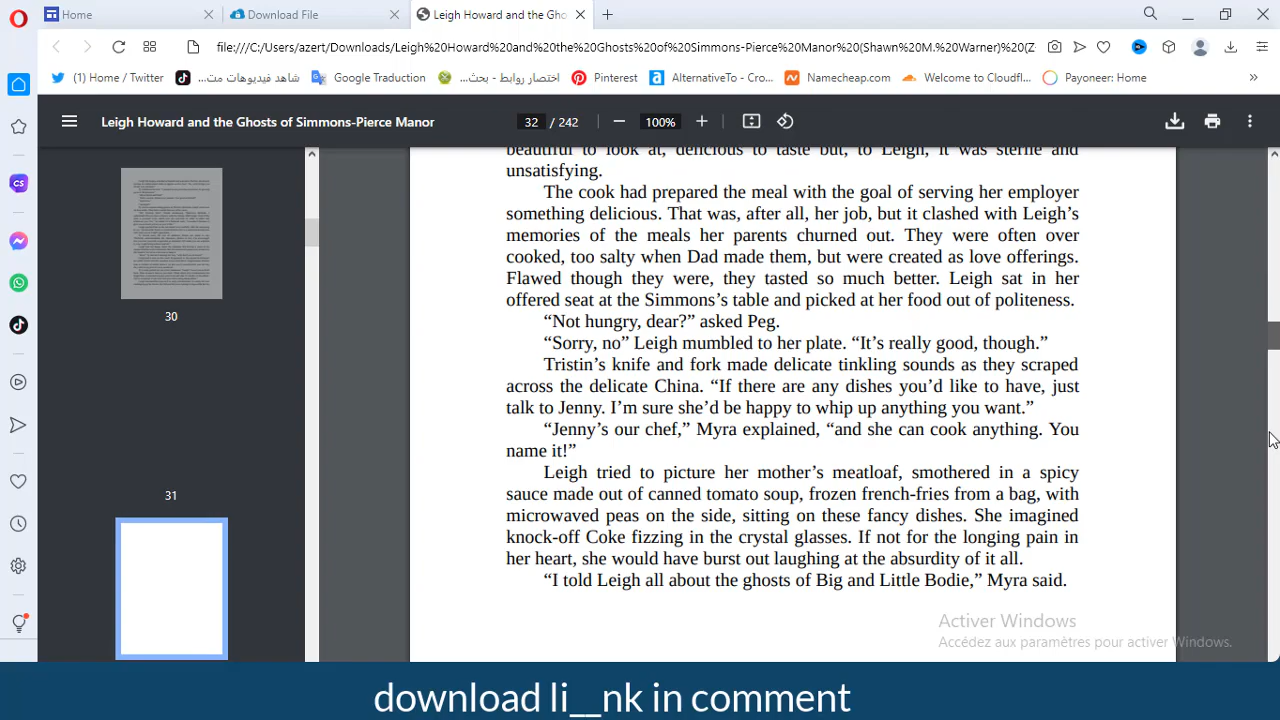 Home
Download File
Leigh Howard and the Ghosts of Simmons-Pierce Manor
file:///C:/Users/azert/Downloads/Leigh%20Howard%20and%20the%20Ghosts%20of%20Simmons-Pierce%20Manor%20(Shawn%20M.%20Warner)%20(Z
(1) Home / Twitter
شاهد فيديوهات مت...
Google Traduction
اختصار روابط - بحث...
Pinterest
AlternativeTo - Cro...
Namecheap.com
Welcome to Cloudfl...
Payoneer: Home
Leigh Howard and the Ghosts of Simmons-Pierce Manor
32 / 242
100%
30
31
beautiful to look at, delicious to taste but, to Leigh, it was sterile and
unsatisfying.
The cook had prepared the meal with the goal of serving her employer
something delicious. That was, after all, her job, but it clashed with Leigh’s
memories of the meals her parents churned out. They were often over
cooked, too salty when Dad made them, but were created as love offerings.
Flawed though they were, they tasted so much better. Leigh sat in her
offered seat at the Simmons’s table and picked at her food out of politeness.
“Not hungry, dear?” asked Peg.
“Sorry, no” Leigh mumbled to her plate. “It’s really good, though.”
Tristin’s knife and fork made delicate tinkling sounds as they scraped
across the delicate China. “If there are any dishes you’d like to have, just
talk to Jenny. I’m sure she’d be happy to whip up anything you want.”
“Jenny’s our chef,” Myra explained, “and she can cook anything. You
name it!”
Leigh tried to picture her mother’s meatloaf, smothered in a spicy
sauce made out of canned tomato soup, frozen french-fries from a bag, with
microwaved peas on the side, sitting on these fancy dishes. She imagined
knock-off Coke fizzing in the crystal glasses. If not for the longing pain in
her heart, she would have burst out laughing at the absurdity of it all.
“I told Leigh all about the ghosts of Big and Little Bodie,” Myra said.
Activer Windows
Accédez aux paramètres pour activer Windows.
download li__nk in comment